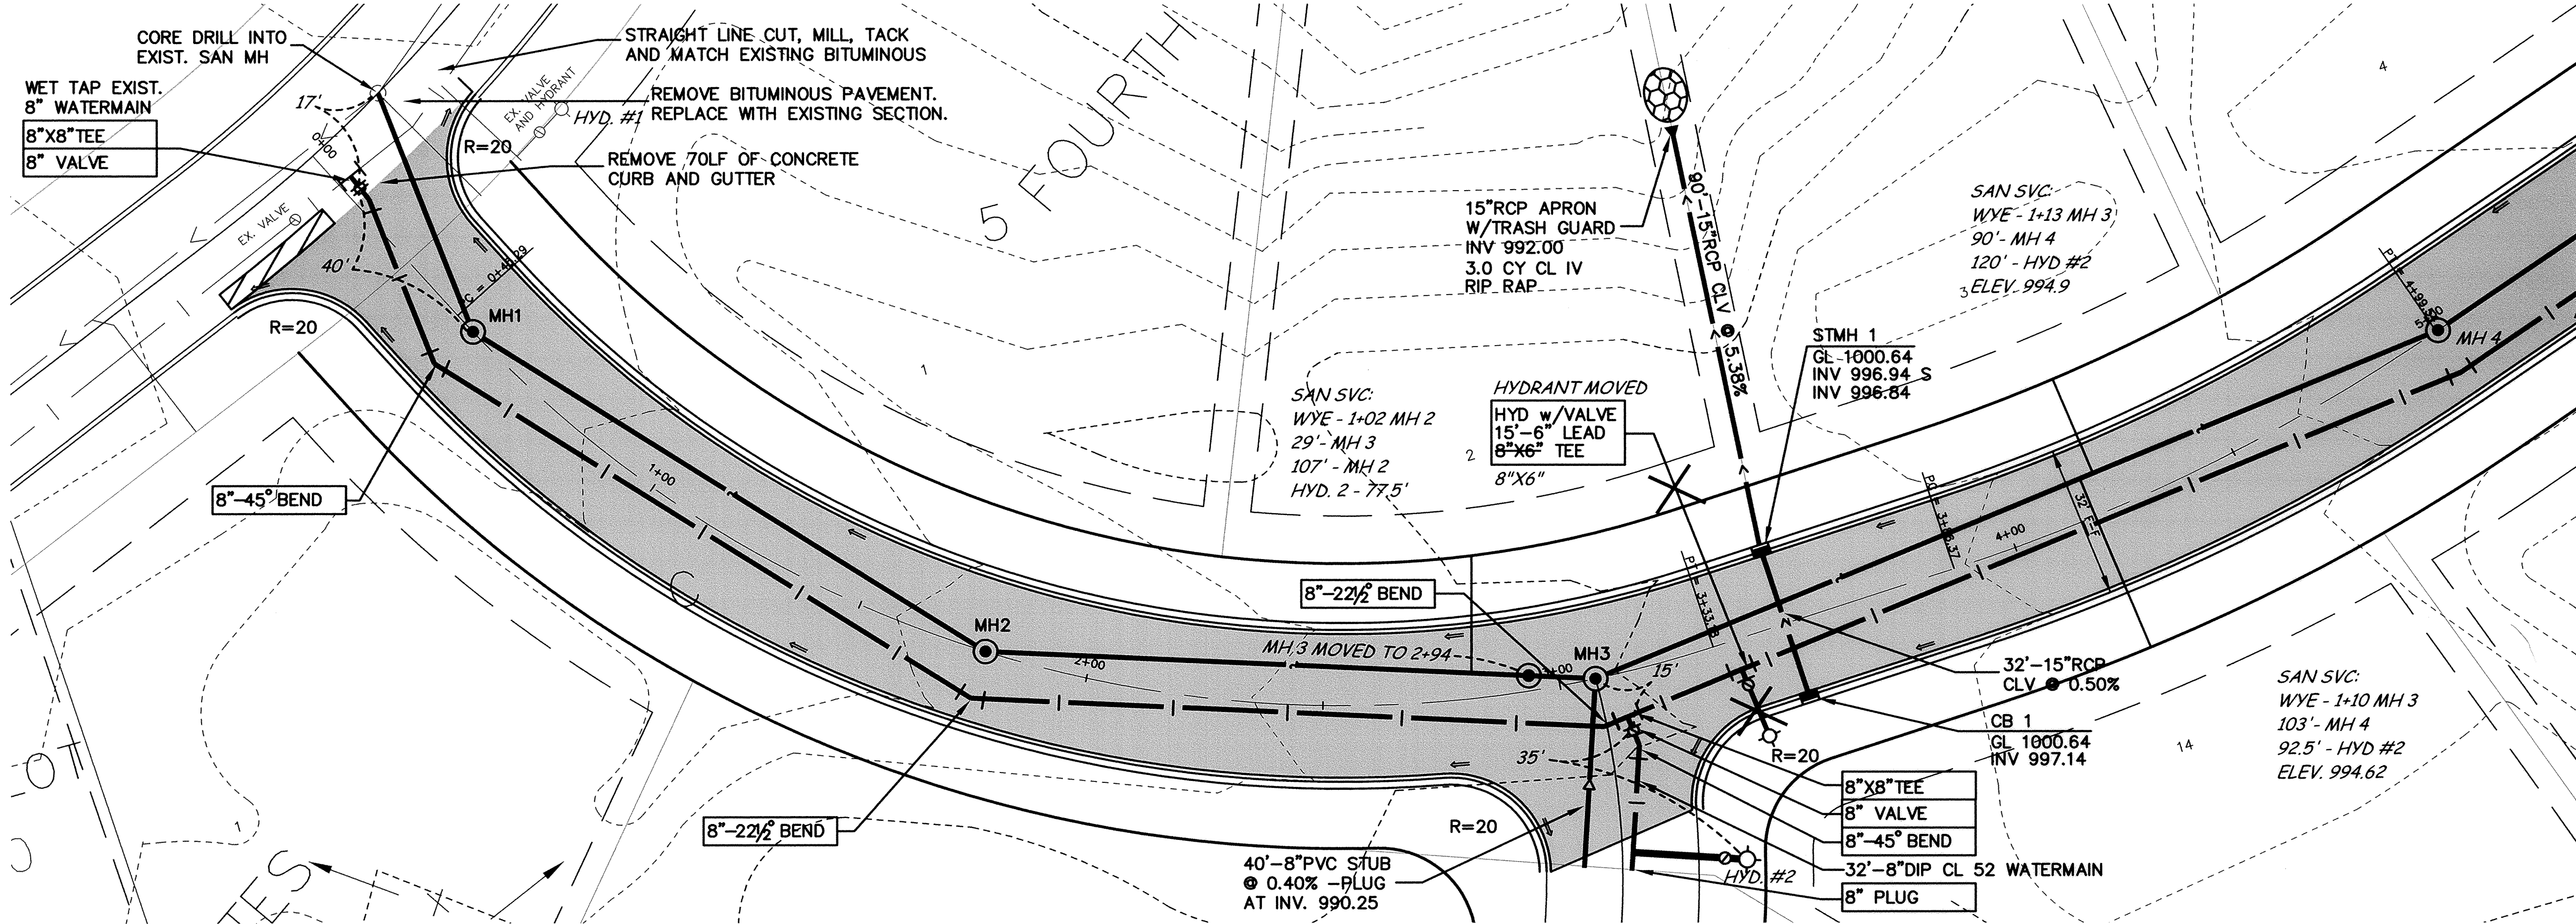 CORE DRILL INTO
EXIST. SAN MH
STRAIGHT LINE CUT, MILL, TACK
AND MATCH EXISTING BITUMINOUS
WET TAP EXIST.
8" WATERMAIN
8"X8"TEE
8" VALVE
17'
0+00
EX. VALVE
AND HYDRANT
HYD. #1
REMOVE BITUMINOUS PAVEMENT.
REPLACE WITH EXISTING SECTION.
R=20
REMOVE 70LF OF CONCRETE
CURB AND GUTTER
EX. VALVE
40'
R=20
MH1
8"-45° BEND
1+00
5 FOURTH
1
15"RCP APRON
W/TRASH GUARD
INV 992.00
3.0 CY CL IV
RIP RAP
90'-15"RCP CLV @ 5.38%
4
SAN SVC:
WYE - 1+13 MH 3
90' - MH 4
120' - HYD #2
ELEV. 994.9
3
MH 4
STMH 1
GL 1000.64
INV 996.94 S
INV 996.84
SAN SVC:
WYE - 1+02 MH 2
29' - MH 3
107' - MH 2
HYD. 2 - 77.5'
2
HYDRANT MOVED
HYD w/VALVE
15'-6" LEAD
8"X6" TEE
8"X6"
4+00
32' F-F
8"-22½° BEND
MH2
2+00
MH 3 MOVED TO 2+94
3+00
MH3
15'
32'-15"RCP
CLV @ 0.50%
CB 1
GL 1000.64
INV 997.14
R=20
14
SAN SVC:
WYE - 1+10 MH 3
103' - MH 4
92.5' - HYD #2
ELEV. 994.62
35'
8"X8"TEE
8" VALVE
8"-45° BEND
32'-8"DIP CL 52 WATERMAIN
8" PLUG
HYD. #2
R=20
40'-8"PVC STUB
@ 0.40% -PLUG
AT INV. 990.25
8"-22½° BEND
1